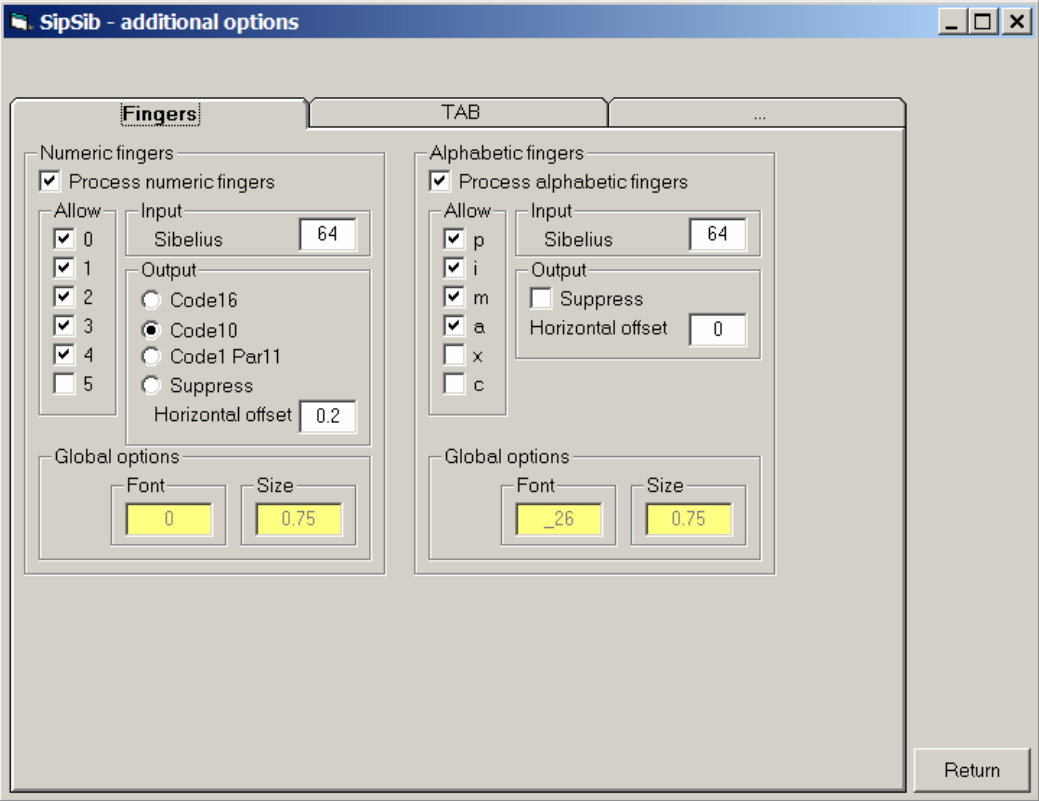 SipSib - additional options
Fingers
TAB
...
Numeric fingers
Process numeric fingers
Allow
0
1
2
3
4
5
Input
Sibelius 64
Output
Code16
Code10
Code1 Par11
Suppress
Horizontal offset 0.2
Global options
Font
0
Size
0.75
Alphabetic fingers
Process alphabetic fingers
Allow
p
i
m
a
x
c
Input
Sibelius 64
Output
Suppress
Horizontal offset 0
Global options
Font
_26
Size
0.75
Return